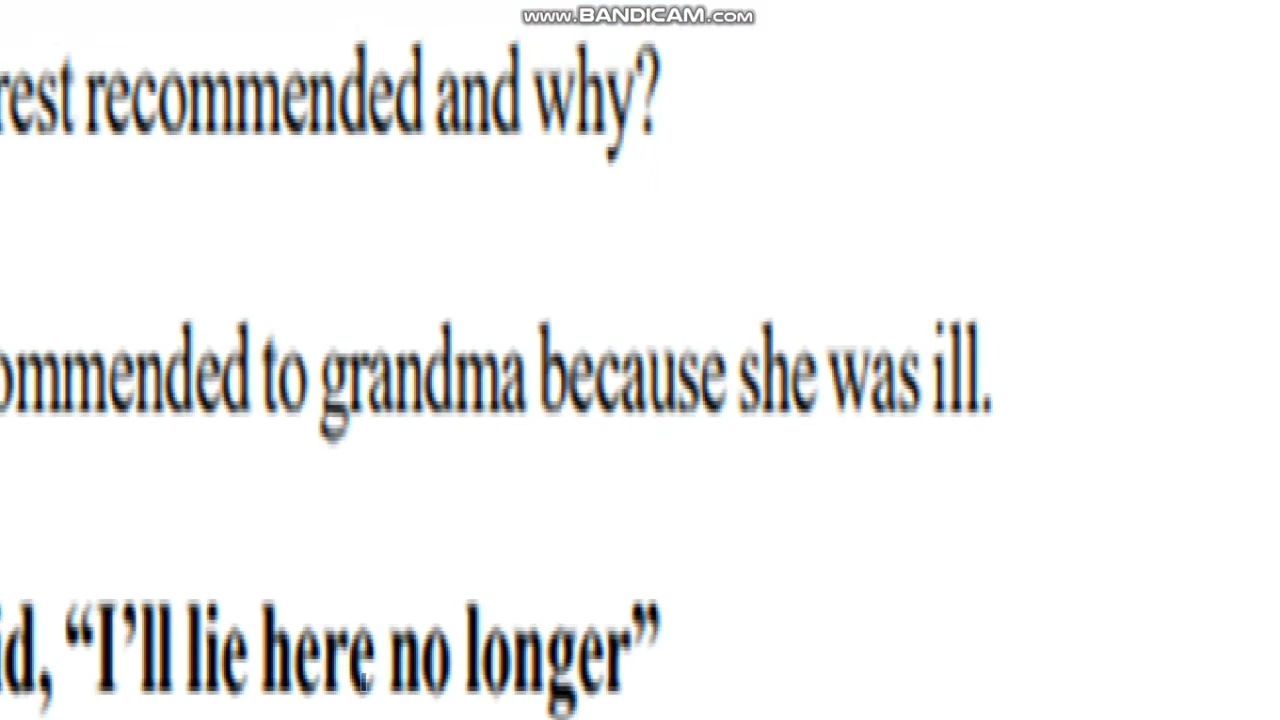 www.BANDICAM.com
rest recommended and why?
ommended to grandma because she was ill.
id, “I’ll lie here no longer”